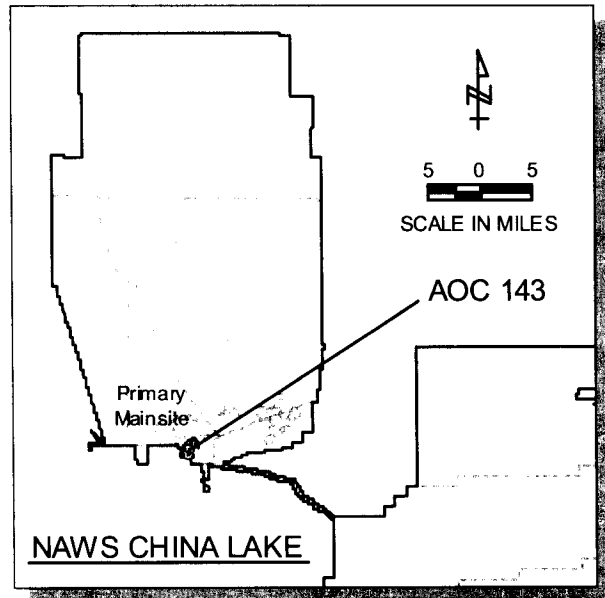 5 0 5
SCALE IN MILES
AOC 143
Primary
Mainsite
NAWS CHINA LAKE